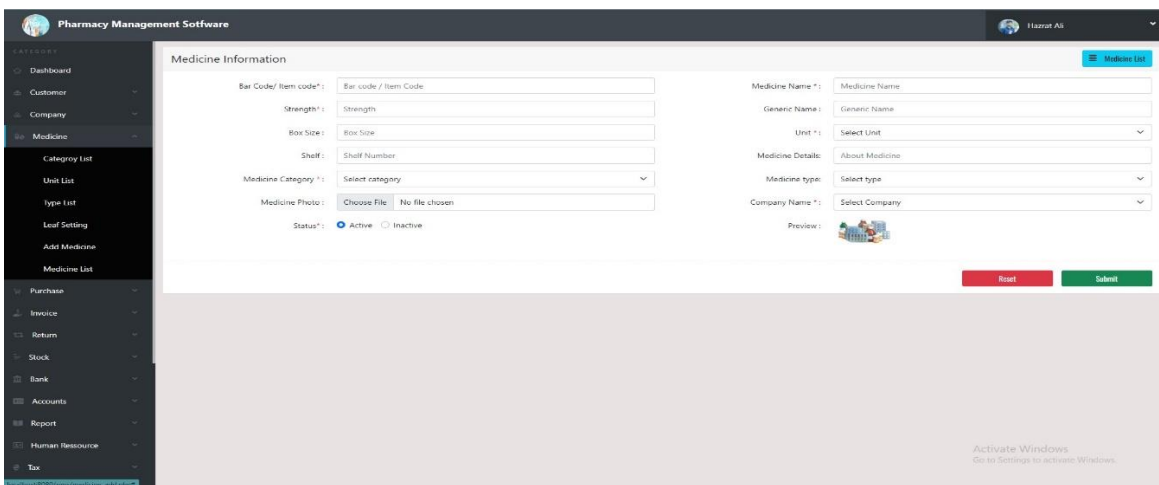 Pharmacy Management Sotfware
Hazrat Ali
CATEGORY
Dashboard
Customer
Company
Medicine
Categroy List
Unit List
Type List
Leaf Setting
Add Medicine
Medicine List
Purchase
Invoice
Return
Stock
Bank
Accounts
Report
Human Ressource
Tax
Medicine Information
Medicine List
Bar Code/ Item code* : Bar code / Item Code
Medicine Name * : Medicine Name
Strength* : Strength
Generic Name : Generic Name
Box Size : Box Size
Unit * : Select Unit
Shelf : Shelf Number
Medicine Details: About Medicine
Medicine Category * : Select category
Medicine type: Select type
Medicine Photo : Choose File No file chosen
Company Name * : Select Company
Status* : Active Inactive
Preview :
Reset
Submit
Activate Windows
Go to Settings to activate Windows.